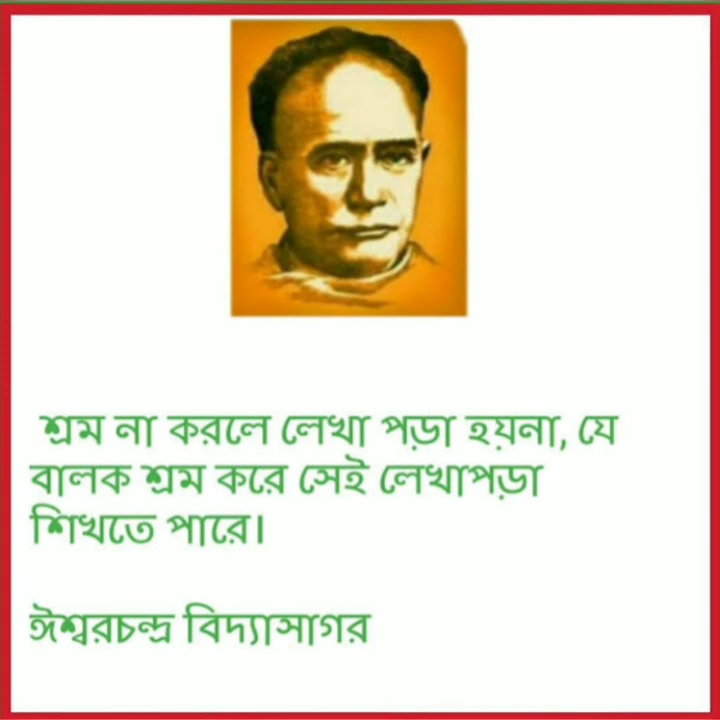 শ্রম না করলে লেখা পড়া হয়না, যে
বালক শ্রম করে সেই লেখাপড়া
শিখতে পারে।
ঈশ্বরচন্দ্র বিদ্যাসাগর